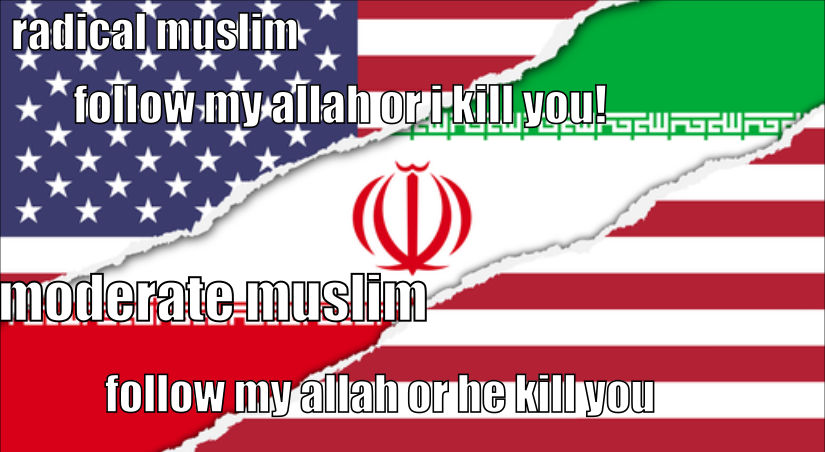 radical muslim
follow my allah or i kill you!
moderate muslim
follow my allah or he kill you